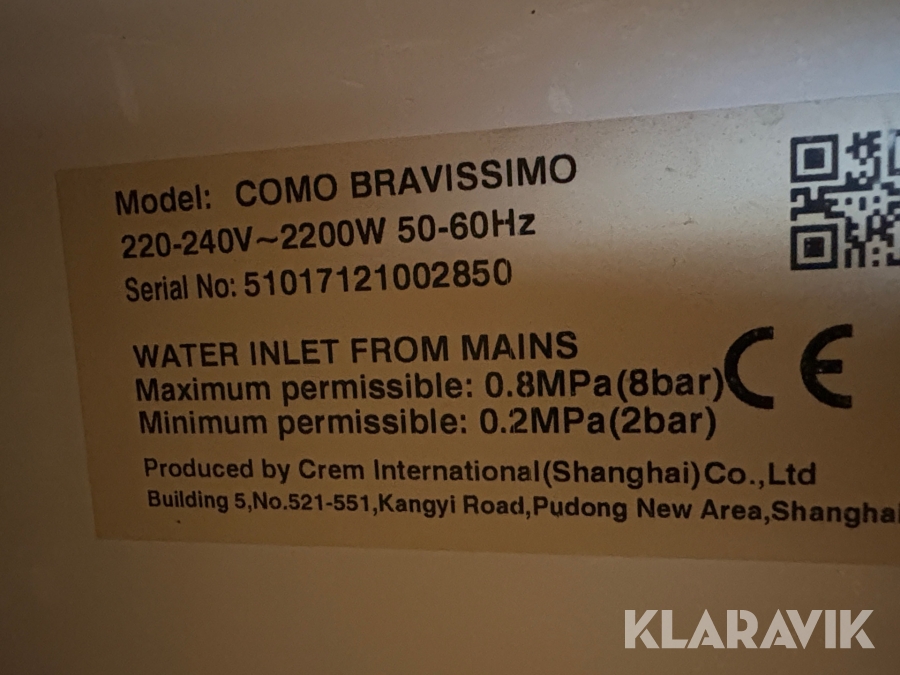 Model: COMO BRAVISSIMO
220-240V~2200W 50-60Hz
Serial No: 51017121002850
WATER INLET FROM MAINS
Maximum permissible: 0.8MPa(8bar)
Minimum permissible: 0.2MPa(2bar)
CE
Produced by Crem International(Shanghai)Co.,Ltd
Building 5,No.521-551,Kangyi Road,Pudong New Area,Shanghai
KLARAVIK